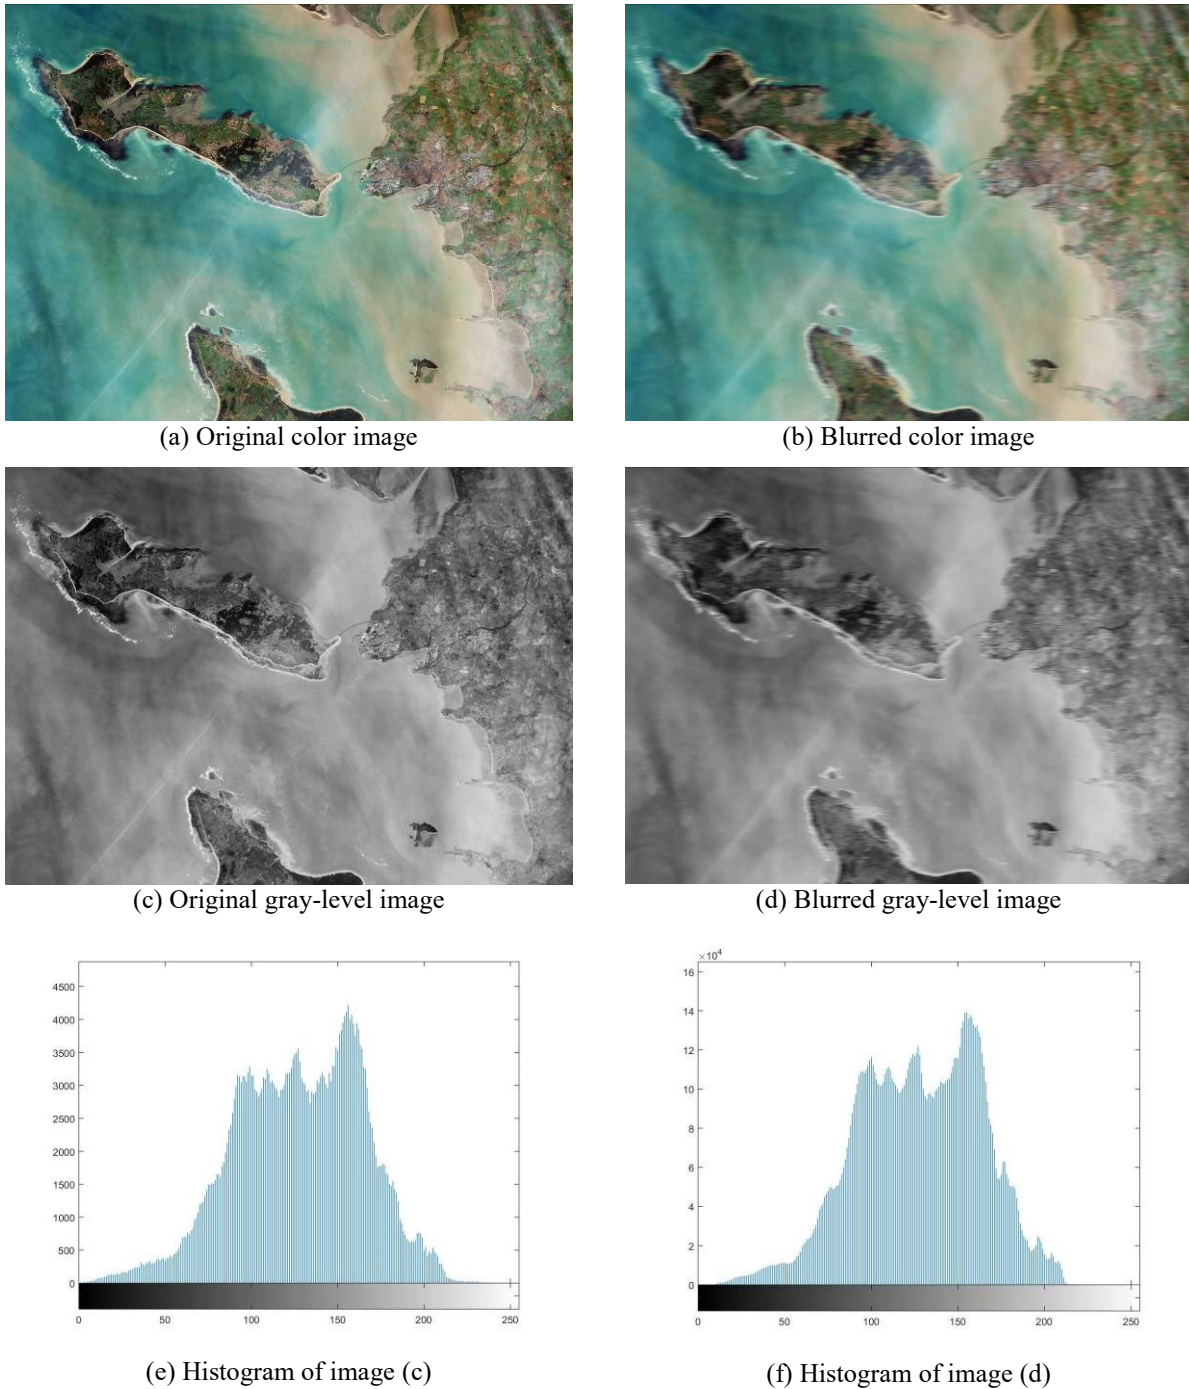 (a) Original color image
(b) Blurred color image
(c) Original gray-level image
(d) Blurred gray-level image
4500
4000
3500
3000
2500
2000
1500
1000
500
0
0 50 100 150 200 250
×10⁴
16
14
12
10
8
6
4
2
0
0 50 100 150 200 250
(e) Histogram of image (c)
(f) Histogram of image (d)